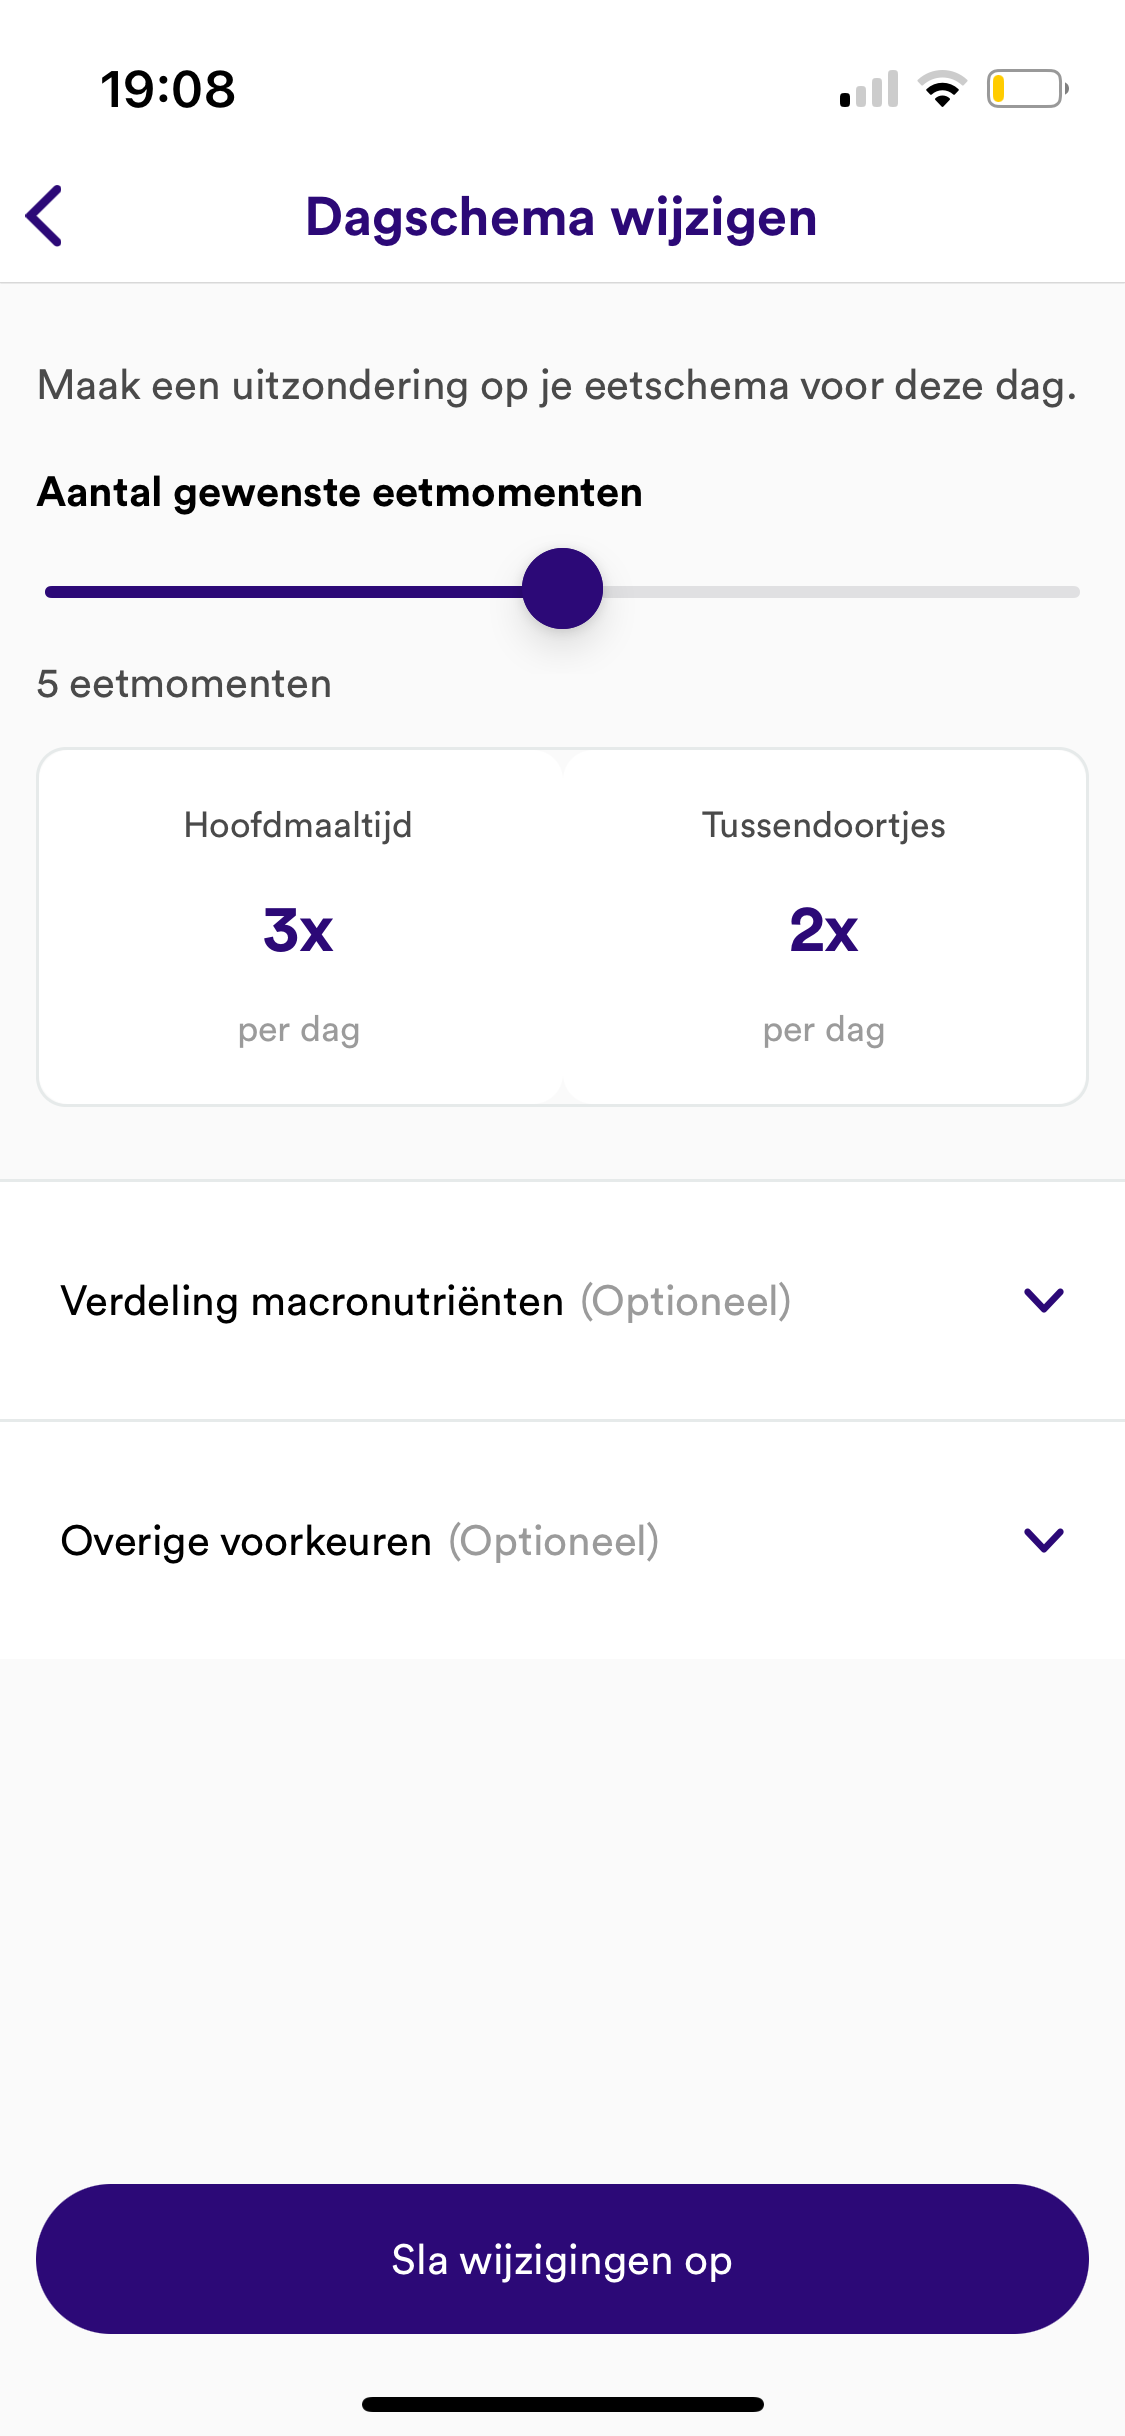 19:08
Dagschema wijzigen
Maak een uitzondering op je eetschema voor deze dag.
Aantal gewenste eetmomenten
5 eetmomenten
Hoofdmaaltijd
3x
per dag
Tussendoortjes
2x
per dag
Verdeling macronutriënten (Optioneel)
Overige voorkeuren (Optioneel)
Sla wijzigingen op